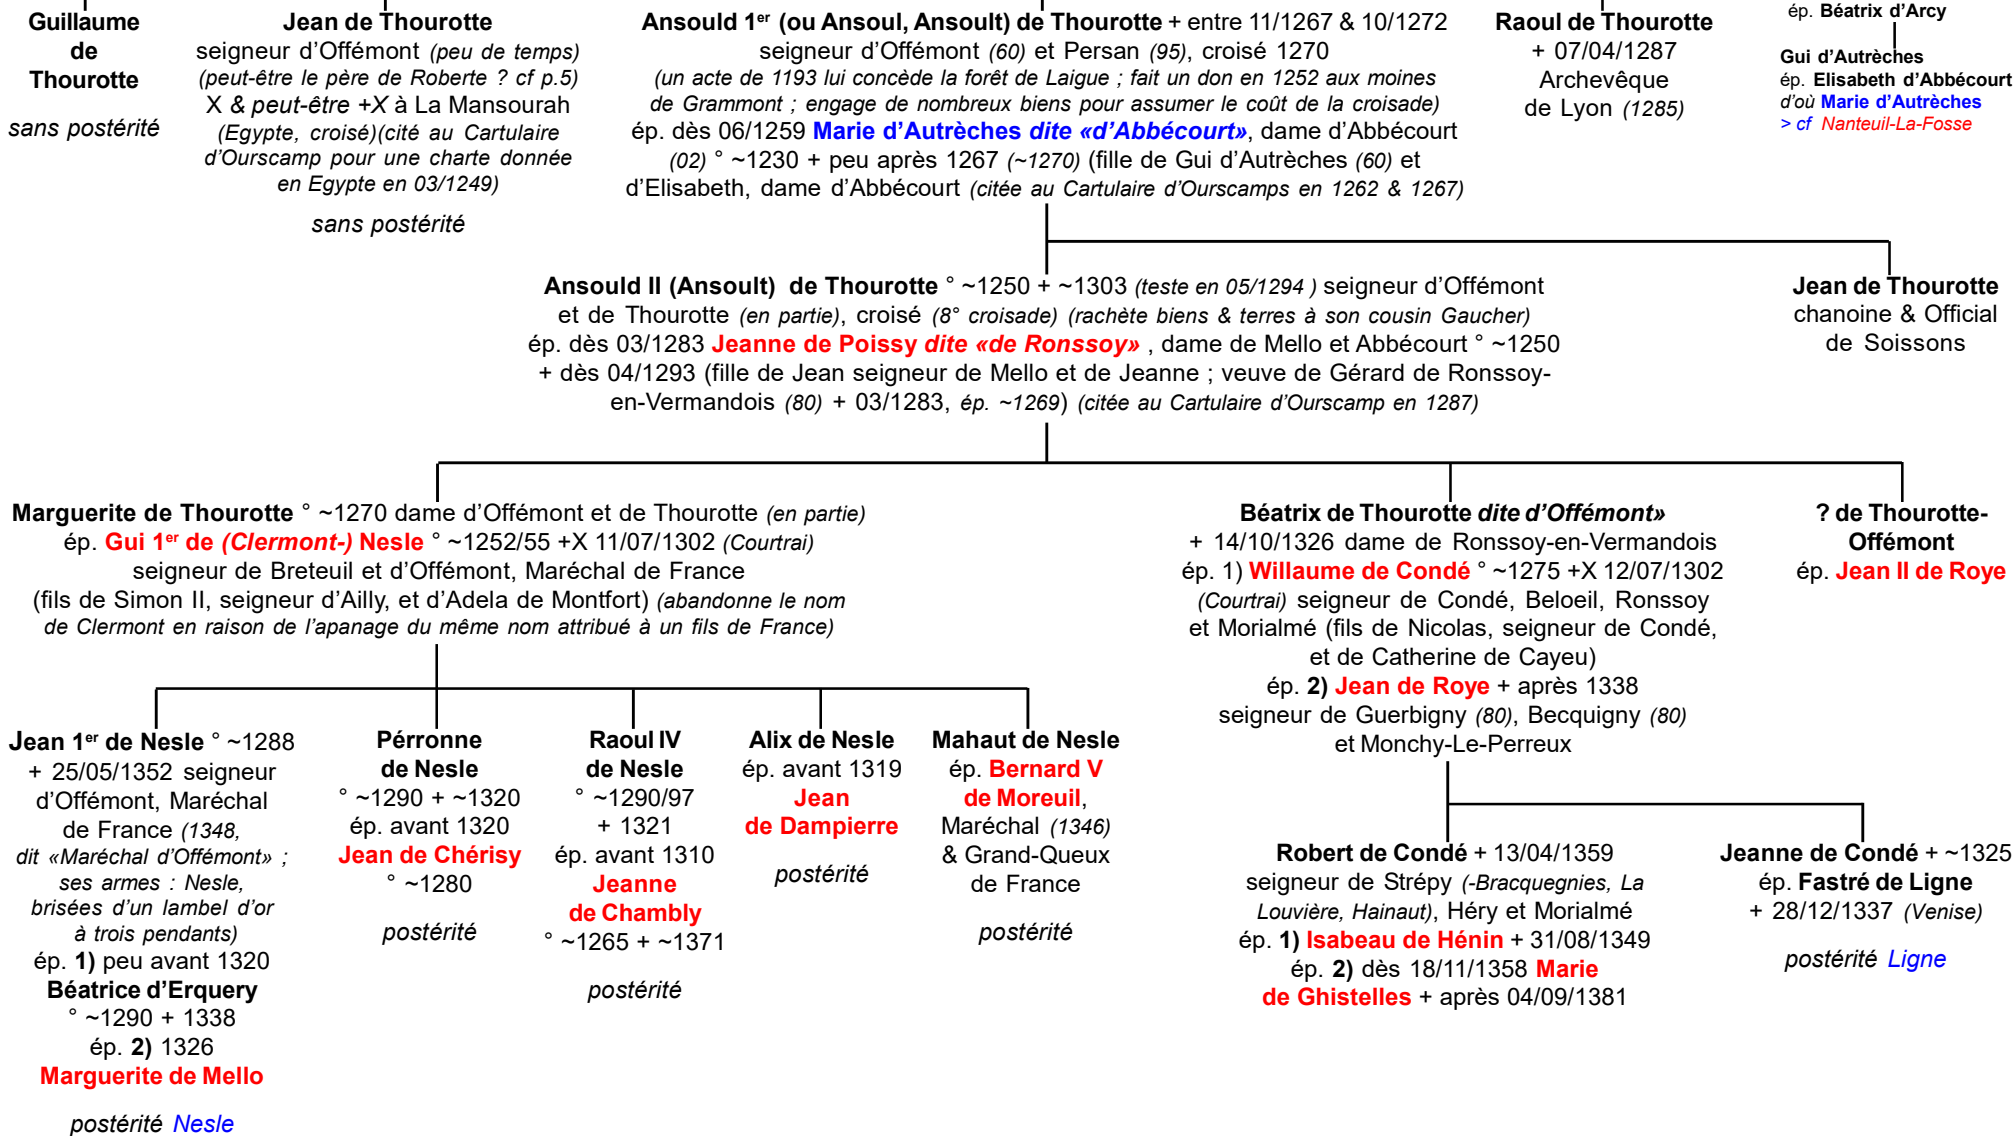 Guillaume
de
Thourotte
sans postérité
Jean de Thourotte
seigneur d’Offémont (peu de temps)
(peut-être le père de Roberte ? cf p.5)
X & peut-être +X à La Mansourah
(Egypte, croisé)(cité au Cartulaire
d’Ourscamp pour une charte donnée
en Egypte en 03/1249)
sans postérité
Ansould 1er (ou Ansoul, Ansoult) de Thourotte + entre 11/1267 & 10/1272
seigneur d’Offémont (60) et Persan (95), croisé 1270
(un acte de 1193 lui concède la forêt de Laigue ; fait un don en 1252 aux moines
de Grammont ; engage de nombreux biens pour assumer le coût de la croisade)
ép. dès 06/1259 Marie d’Autrèches dite «d’Abbécourt», dame d’Abbécourt
(02) ° ~1230 + peu après 1267 (~1270) (fille de Gui d’Autrèches (60) et
d’Elisabeth, dame d’Abbécourt (citée au Cartulaire d’Ourscamps en 1262 & 1267)
Raoul de Thourotte
+ 07/04/1287
Archevêque
de Lyon (1285)
ép. Béatrix d’Arcy
Gui d’Autrèches
ép. Elisabeth d’Abbécourt
d’où Marie d’Autrèches
> cf Nanteuil-La-Fosse
Ansould II (Ansoult) de Thourotte ° ~1250 + ~1303 (teste en 05/1294 ) seigneur d’Offémont
et de Thourotte (en partie), croisé (8° croisade) (rachète biens & terres à son cousin Gaucher)
ép. dès 03/1283 Jeanne de Poissy dite «de Ronssoy» , dame de Mello et Abbécourt ° ~1250
+ dès 04/1293 (fille de Jean seigneur de Mello et de Jeanne ; veuve de Gérard de Ronssoy-
en-Vermandois (80) + 03/1283, ép. ~1269) (citée au Cartulaire d’Ourscamp en 1287)
Jean de Thourotte
chanoine & Official
de Soissons
Marguerite de Thourotte ° ~1270 dame d’Offémont et de Thourotte (en partie)
ép. Gui 1er de (Clermont-) Nesle ° ~1252/55 +X 11/07/1302 (Courtrai)
seigneur de Breteuil et d’Offémont, Maréchal de France
(fils de Simon II, seigneur d’Ailly, et d’Adela de Montfort) (abandonne le nom
de Clermont en raison de l’apanage du même nom attribué à un fils de France)
Béatrix de Thourotte dite d’Offémont»
+ 14/10/1326 dame de Ronssoy-en-Vermandois
ép. 1) Willaume de Condé ° ~1275 +X 12/07/1302
(Courtrai) seigneur de Condé, Beloeil, Ronssoy
et Morialmé (fils de Nicolas, seigneur de Condé,
et de Catherine de Cayeu)
ép. 2) Jean de Roye + après 1338
seigneur de Guerbigny (80), Becquigny (80)
et Monchy-Le-Perreux
? de Thourotte-
Offémont
ép. Jean II de Roye
Jean 1er de Nesle ° ~1288
+ 25/05/1352 seigneur
d’Offémont, Maréchal
de France (1348,
dit «Maréchal d’Offémont» ;
ses armes : Nesle,
brisées d’un lambel d’or
à trois pendants)
ép. 1) peu avant 1320
Béatrice d’Erquery
° ~1290 + 1338
ép. 2) 1326
Marguerite de Mello
postérité Nesle
Pérronne
de Nesle
° ~1290 + ~1320
ép. avant 1320
Jean de Chérisy
° ~1280
postérité
Raoul IV
de Nesle
° ~1290/97
+ 1321
ép. avant 1310
Jeanne
de Chambly
° ~1265 + ~1371
postérité
Alix de Nesle
ép. avant 1319
Jean
de Dampierre
postérité
Mahaut de Nesle
ép. Bernard V
de Moreuil,
Maréchal (1346)
& Grand-Queux
de France
postérité
Robert de Condé + 13/04/1359
seigneur de Strépy (-Bracquegnies, La
Louvière, Hainaut), Héry et Morialmé
ép. 1) Isabeau de Hénin + 31/08/1349
ép. 2) dès 18/11/1358 Marie
de Ghistelles + après 04/09/1381
Jeanne de Condé + ~1325
ép. Fastré de Ligne
+ 28/12/1337 (Venise)
postérité Ligne